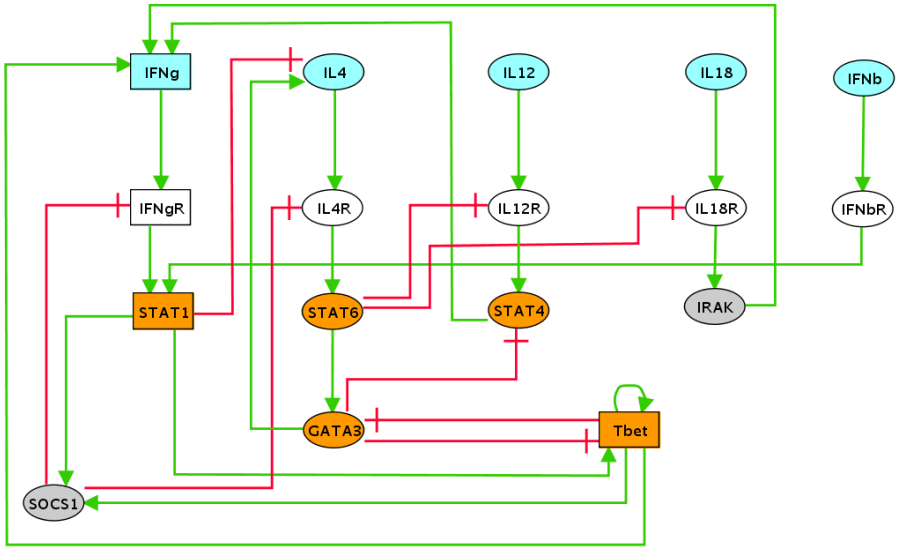 IFNg
IL4
IL12
IL18
IFNb
IFNgR
IL4R
IL12R
IL18R
IFNbR
STAT1
STAT6
STAT4
IRAK
GATA3
Tbet
SOCS1